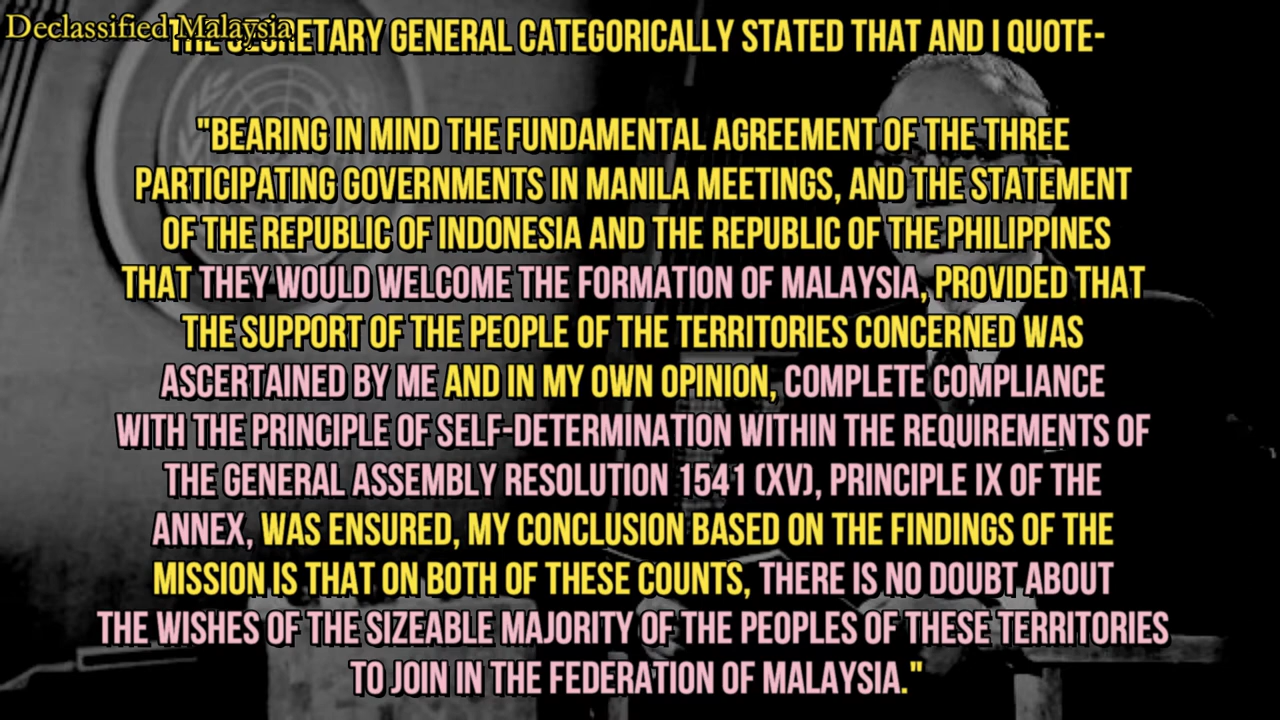 Declassified Malaysia
THE SECRETARY GENERAL CATEGORICALLY STATED THAT AND I QUOTE-
"BEARING IN MIND THE FUNDAMENTAL AGREEMENT OF THE THREE
PARTICIPATING GOVERNMENTS IN MANILA MEETINGS, AND THE STATEMENT
OF THE REPUBLIC OF INDONESIA AND THE REPUBLIC OF THE PHILIPPINES
THAT THEY WOULD WELCOME THE FORMATION OF MALAYSIA, PROVIDED THAT
THE SUPPORT OF THE PEOPLE OF THE TERRITORIES CONCERNED WAS
ASCERTAINED BY ME AND IN MY OWN OPINION, COMPLETE COMPLIANCE
WITH THE PRINCIPLE OF SELF-DETERMINATION WITHIN THE REQUIREMENTS OF
THE GENERAL ASSEMBLY RESOLUTION 1541 (XV), PRINCIPLE IX OF THE
ANNEX, WAS ENSURED, MY CONCLUSION BASED ON THE FINDINGS OF THE
MISSION IS THAT ON BOTH OF THESE COUNTS, THERE IS NO DOUBT ABOUT
THE WISHES OF THE SIZEABLE MAJORITY OF THE PEOPLES OF THESE TERRITORIES
TO JOIN IN THE FEDERATION OF MALAYSIA."